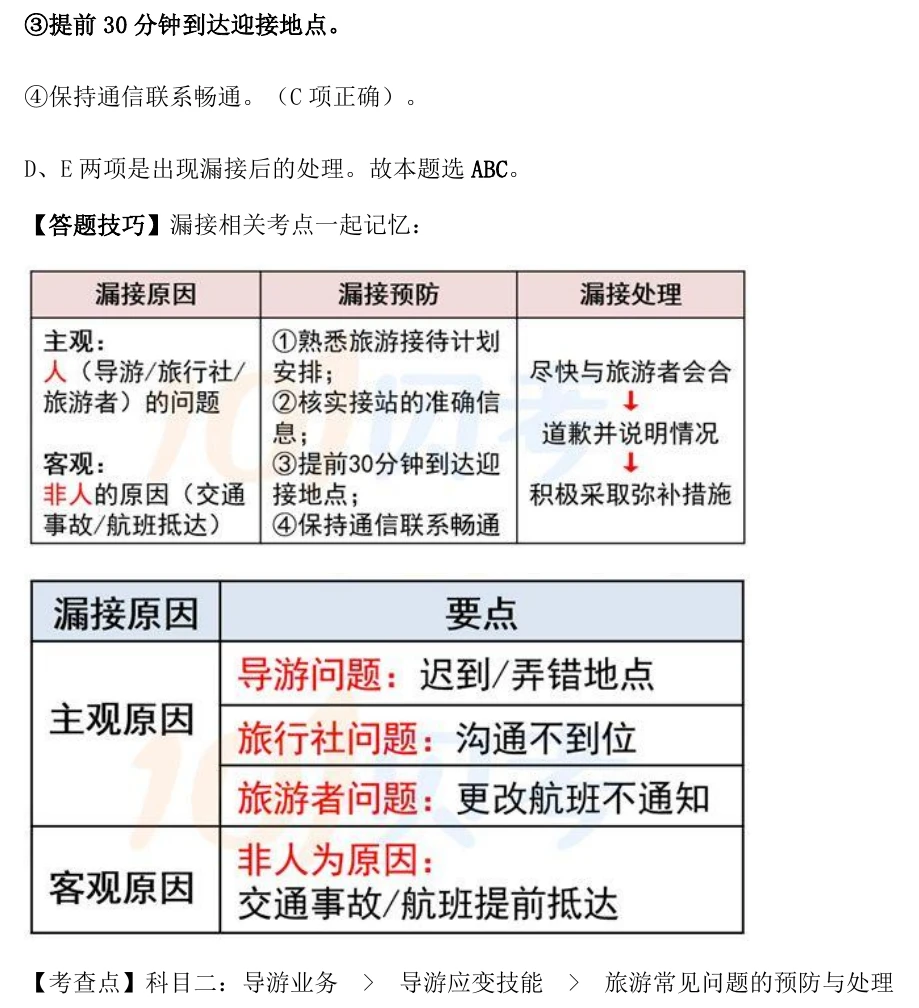 ③提前 30 分钟到达迎接地点。
④保持通信联系畅通。（C 项正确）。
D、E 两项是出现漏接后的处理。故本题选 ABC。
【答题技巧】漏接相关考点一起记忆：
漏接原因 漏接预防 漏接处理
主观：
人（导游/旅行社/
旅游者）的问题
客观：
非人的原因（交通
事故/航班抵达）
①熟悉旅游接待计划
安排；
②核实接站的准确信
息；
③提前30分钟到达迎
接地点；
④保持通信联系畅通
尽快与旅游者会合
↓
道歉并说明情况
↓
积极采取弥补措施
漏接原因 要点
主观原因
导游问题：迟到/弄错地点
旅行社问题：沟通不到位
旅游者问题：更改航班不通知
客观原因
非人为原因：
交通事故/航班提前抵达
【考查点】科目二：导游业务 > 导游应变技能 > 旅游常见问题的预防与处理